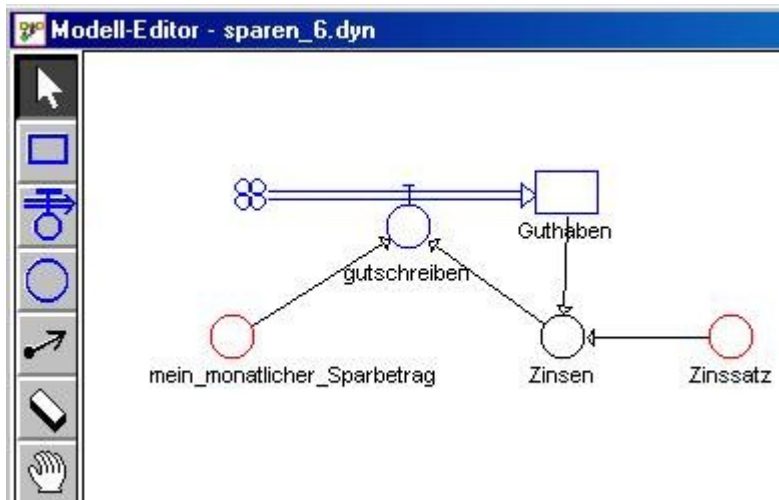 Modell-Editor - sparen_6.dyn
Guthaben
gutschreiben
mein_monatlicher_Sparbetrag
Zinsen
Zinssatz